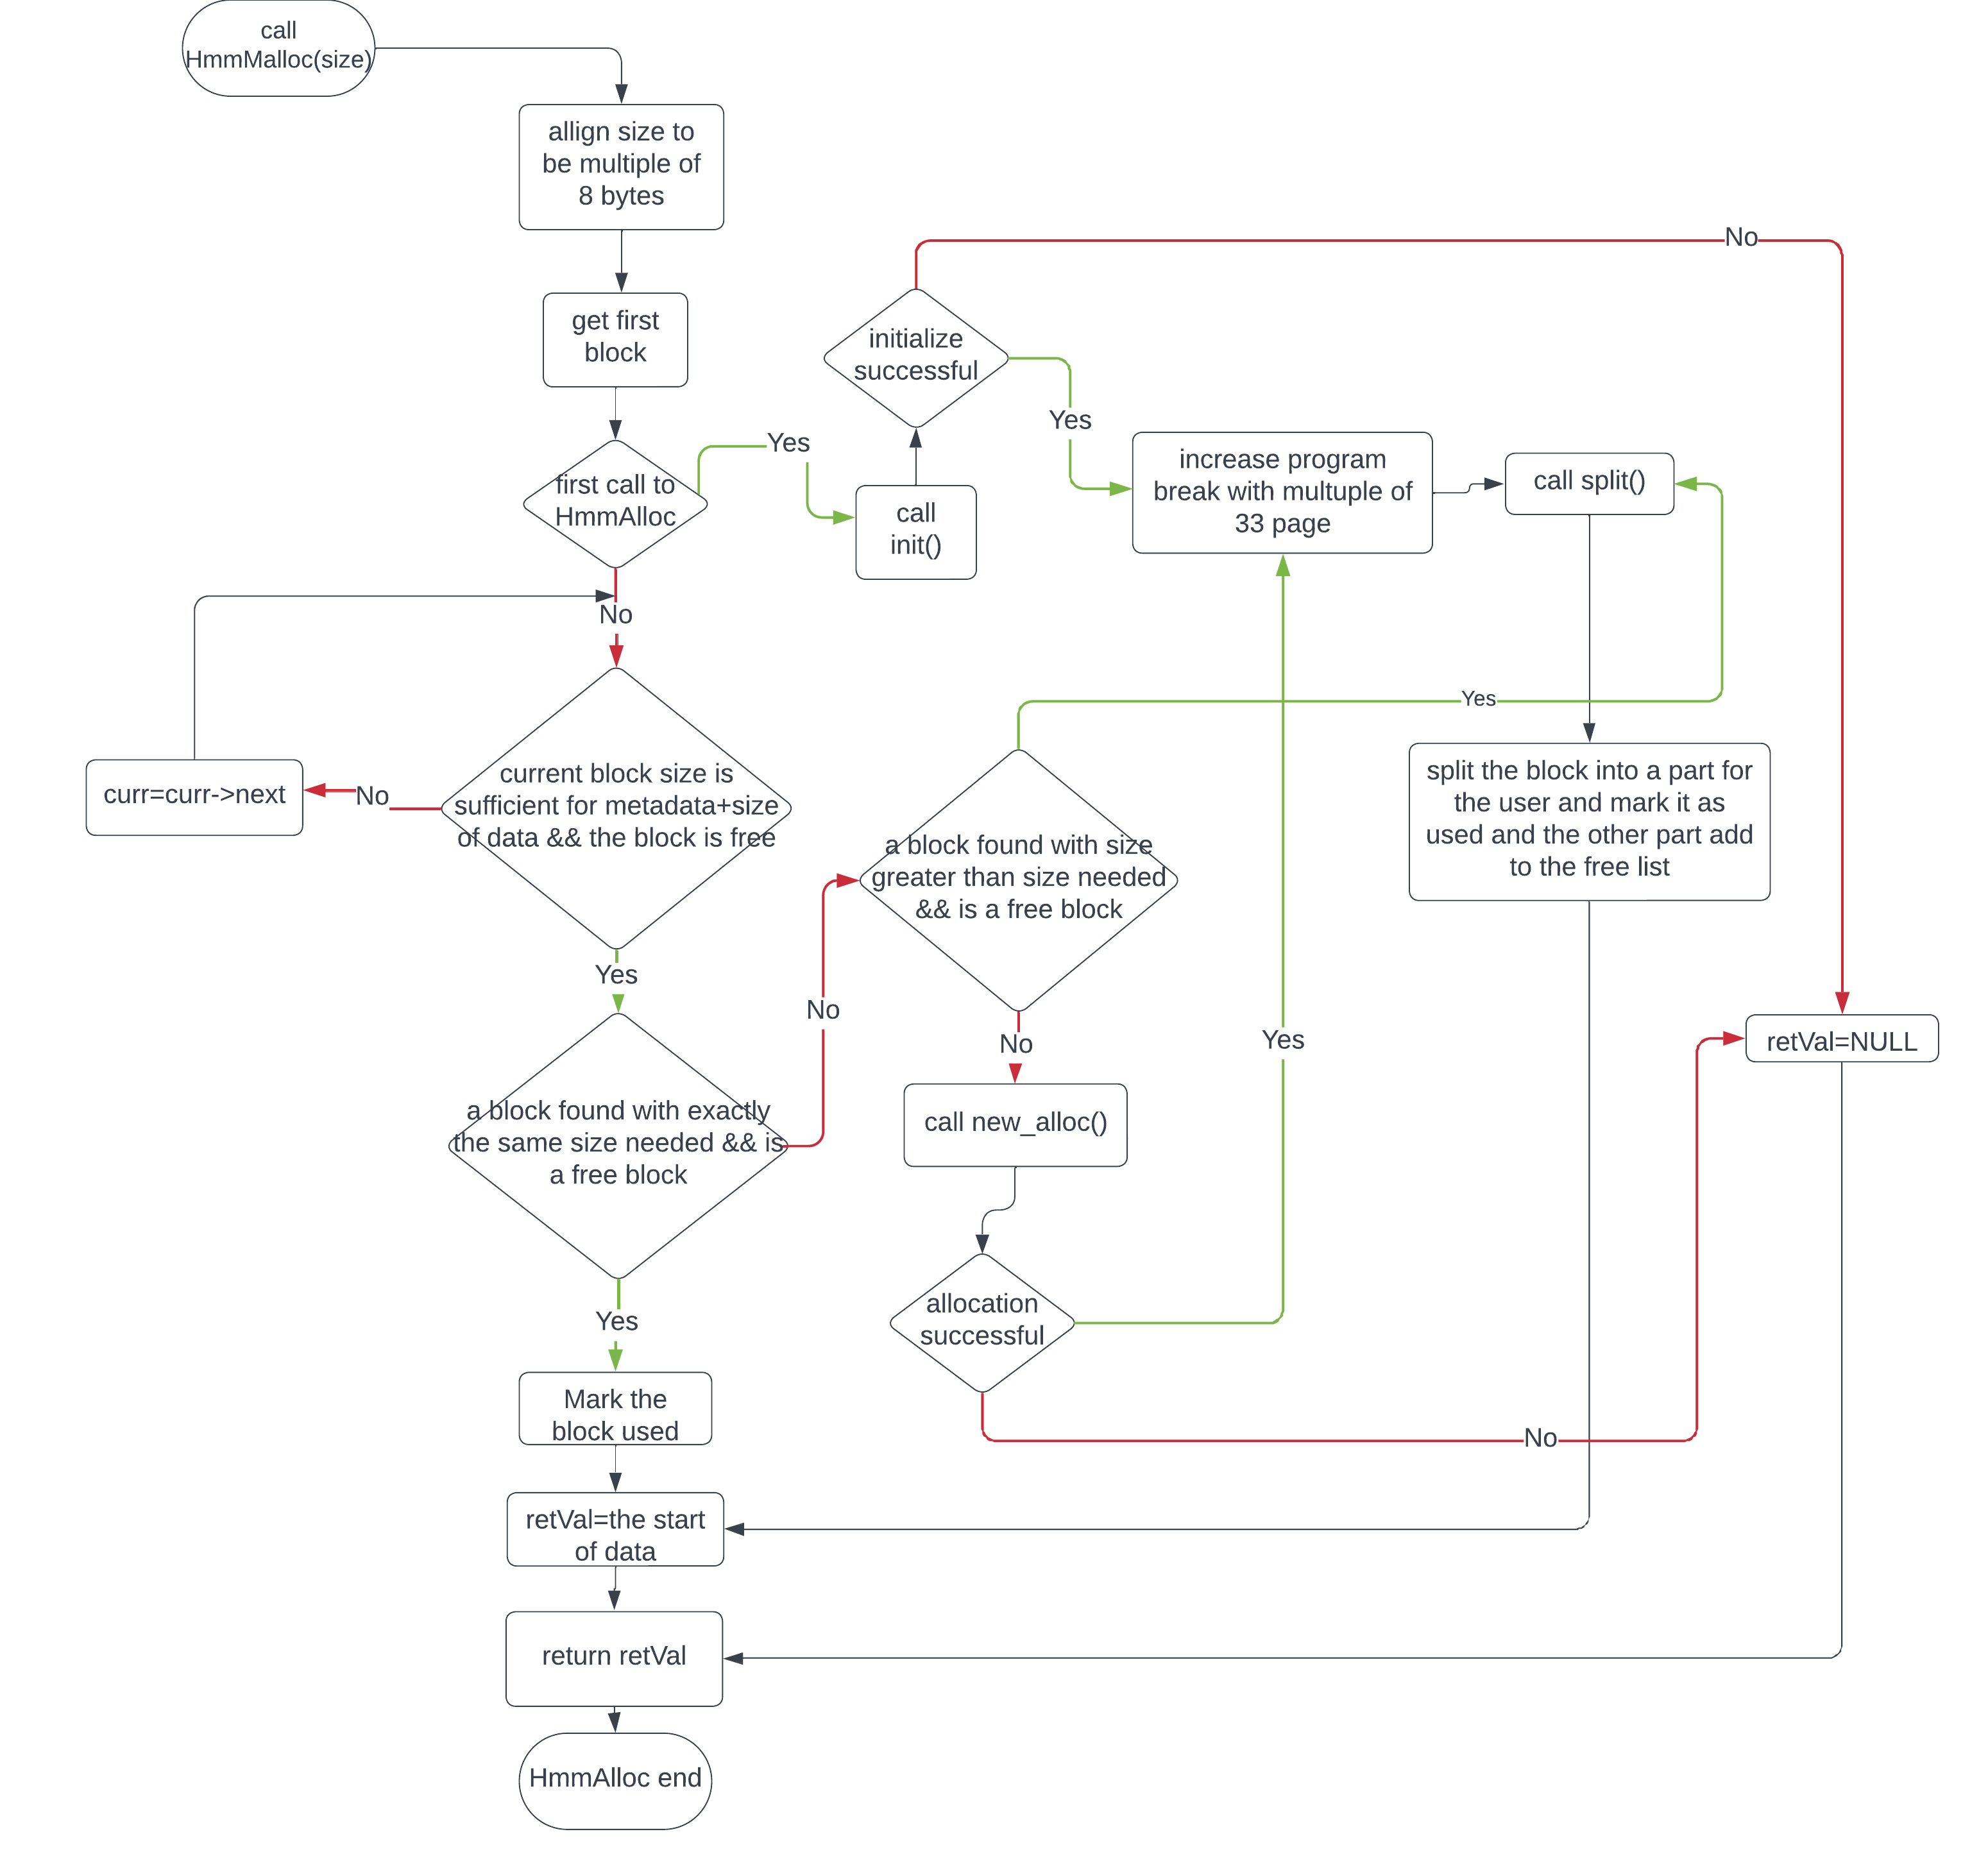 call
HmmMalloc(size)
allign size to
be multiple of
8 bytes
get first
block
first call to
HmmAlloc
Yes
call
init()
initialize
successful
No
Yes
increase program
break with multuple of
33 page
call split()
No
curr=curr->next
No
current block size is
sufficient for metadata+size
of data && the block is free
Yes
a block found with size
greater than size needed
&& is a free block
split the block into a part for
the user and mark it as
used and the other part add
to the free list
Yes
No
No
Yes
retVal=NULL
a block found with exactly
the same size needed && is
a free block
call new_alloc()
allocation
successful
Yes
No
Mark the
block used
retVal=the start
of data
return retVal
HmmAlloc end